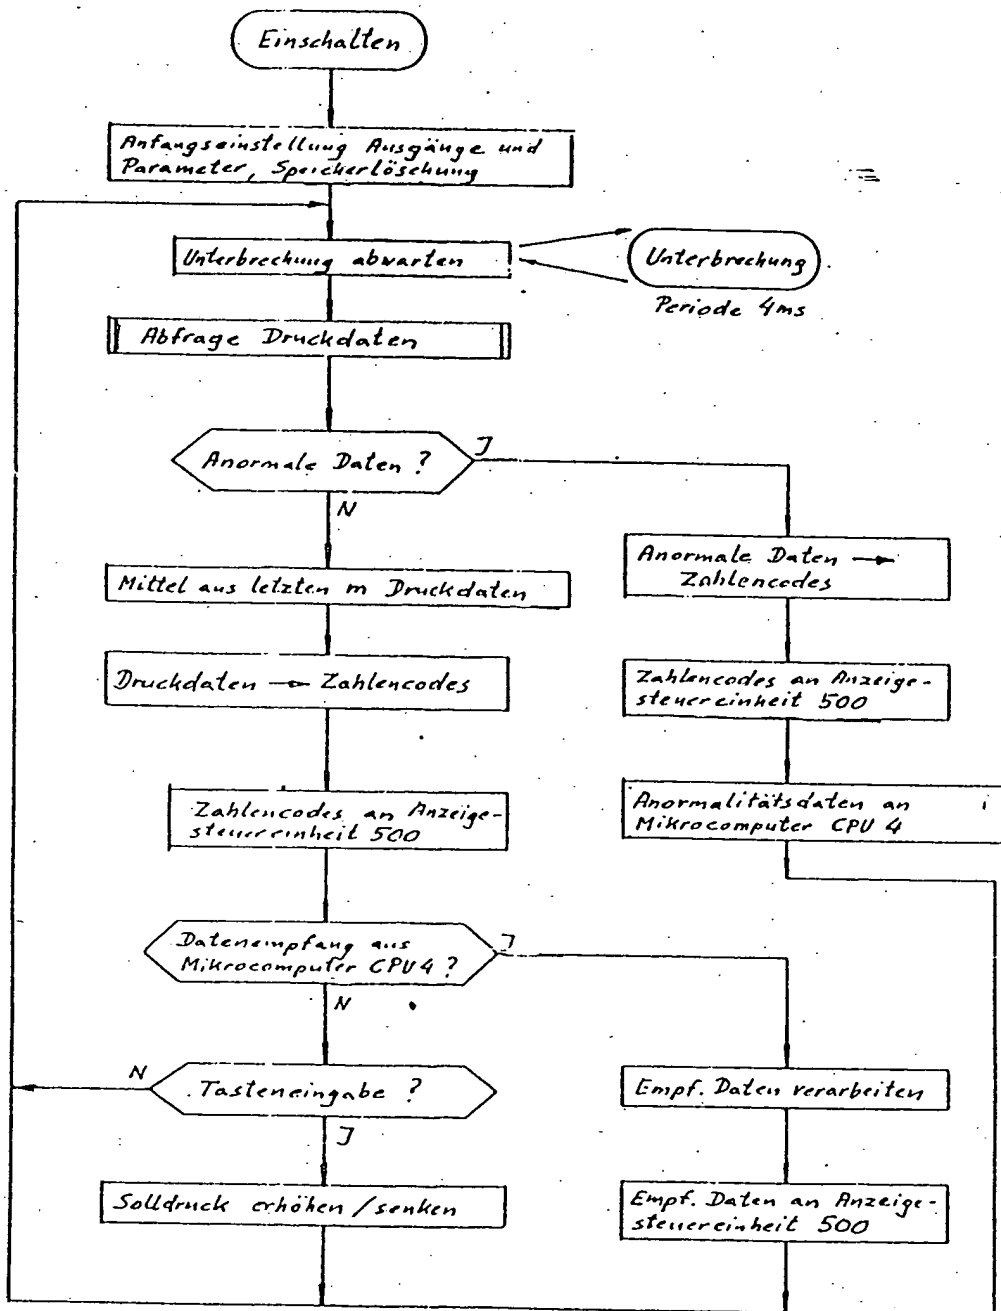 Einschalten
Anfangseinstellung Ausgänge und
Parameter, Speicherlöschung
Unterbrechung abwarten
Unterbrechung
Periode 4ms
Abfrage Druckdaten
Anormale Daten ?
J
N
Mittel aus letzten m Druckdaten
Druckdaten → Zahlencodes
Zahlencodes an Anzeige-
steuereinheit 500
Anormale Daten →
Zahlencodes
Zahlencodes an Anzeige-
steuereinheit 500
Anormalitätsdaten an
Mikrocomputer CPU 4
Datenempfang aus
Mikrocomputer CPU4 ?
J
N
Tasteneingabe ?
N
J
Solldruck erhöhen / senken
Empf. Daten verarbeiten
Empf. Daten an Anzeige-
steuereinheit 500